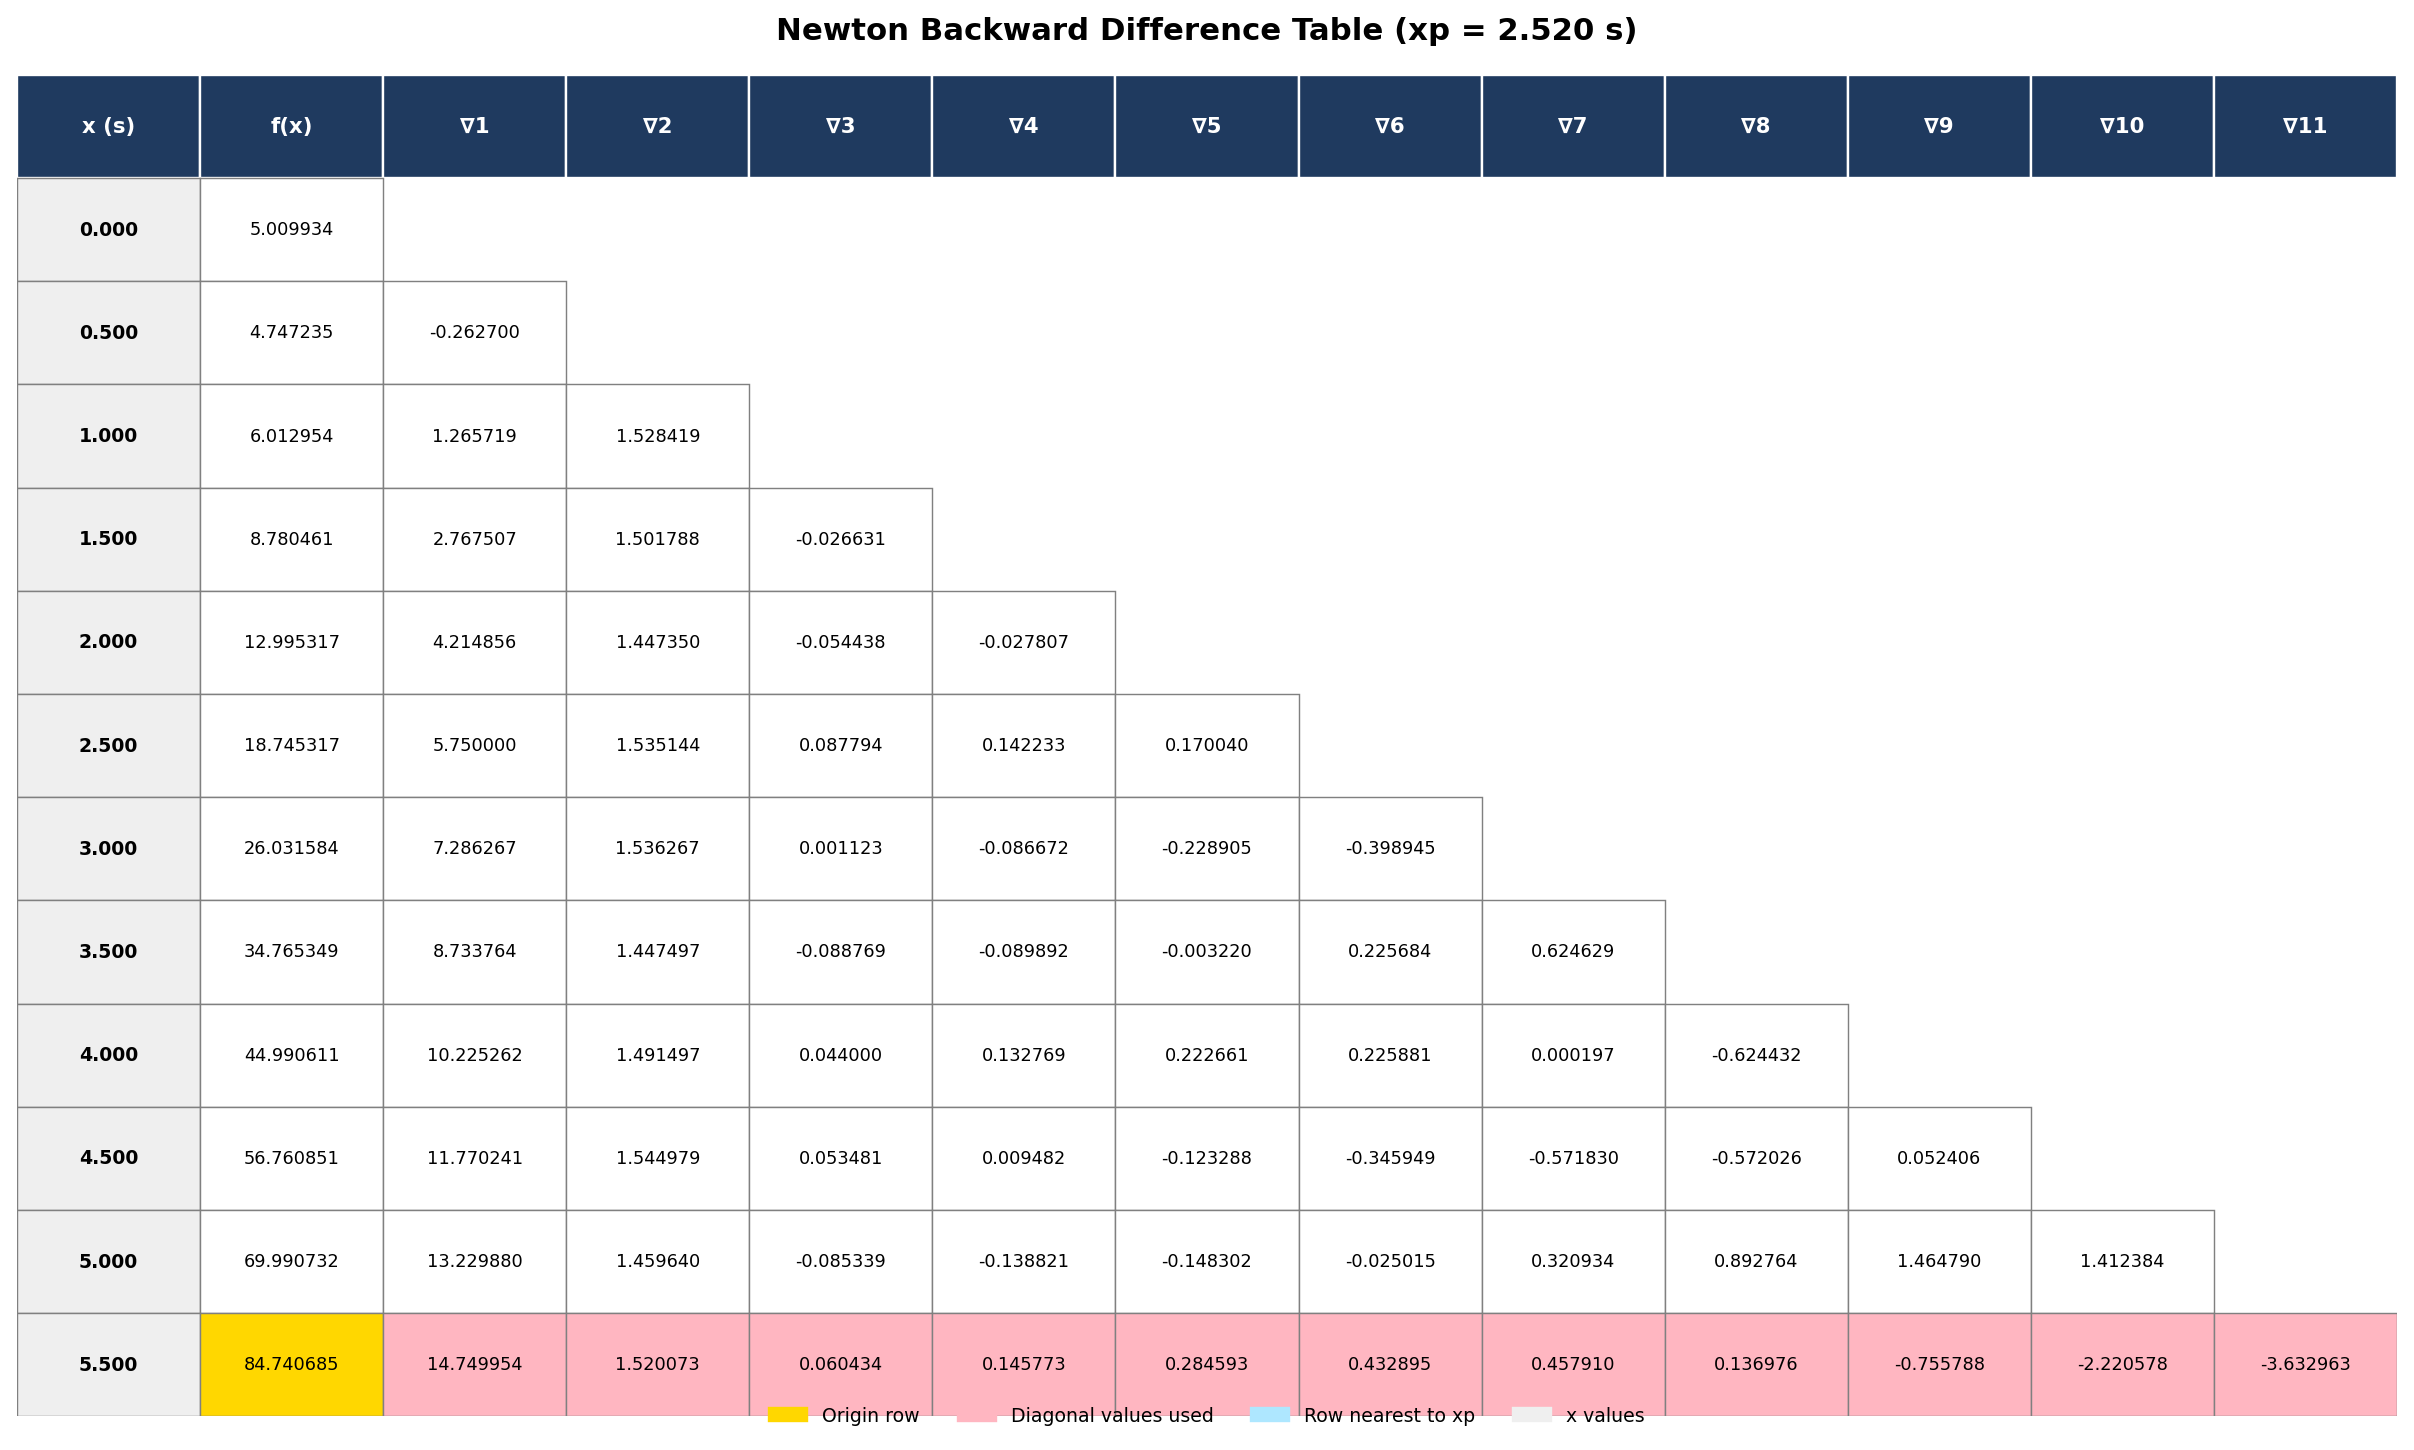 Newton Backward Difference Table (xp = 2.520 s)
x (s) f(x) ∇1 ∇2 ∇3 ∇4 ∇5 ∇6 ∇7 ∇8 ∇9 ∇10 ∇11
0.000 5.009934
0.500 4.747235 -0.262700
1.000 6.012954 1.265719 1.528419
1.500 8.780461 2.767507 1.501788 -0.026631
2.000 12.995317 4.214856 1.447350 -0.054438 -0.027807
2.500 18.745317 5.750000 1.535144 0.087794 0.142233 0.170040
3.000 26.031584 7.286267 1.536267 0.001123 -0.086672 -0.228905 -0.398945
3.500 34.765349 8.733764 1.447497 -0.088769 -0.089892 -0.003220 0.225684 0.624629
4.000 44.990611 10.225262 1.491497 0.044000 0.132769 0.222661 0.225881 0.000197 -0.624432
4.500 56.760851 11.770241 1.544979 0.053481 0.009482 -0.123288 -0.345949 -0.571830 -0.572026 0.052406
5.000 69.990732 13.229880 1.459640 -0.085339 -0.138821 -0.148302 -0.025015 0.320934 0.892764 1.464790 1.412384
5.500 84.740685 14.749954 1.520073 0.060434 0.145773 0.284593 0.432895 0.457910 0.136976 -0.755788 -2.220578 -3.632963
Origin row Diagonal values used Row nearest to xp x values